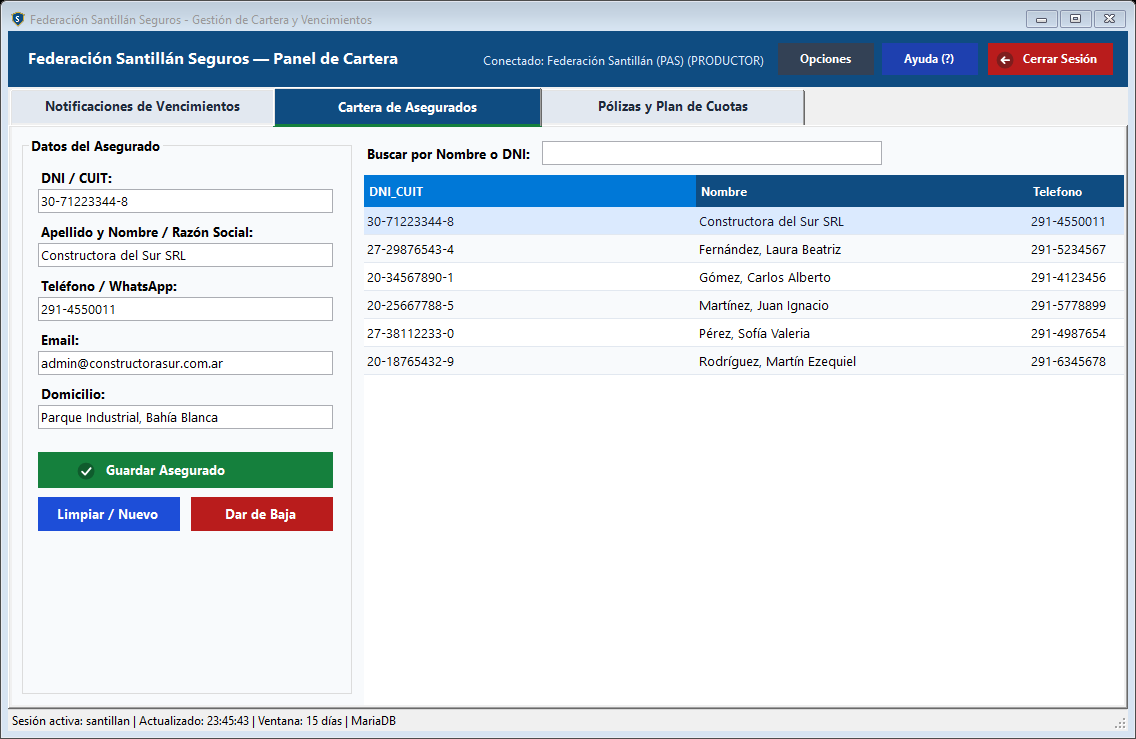 Federación Santillán Seguros - Gestión de Cartera y Vencimientos
Federación Santillán Seguros — Panel de Cartera
Conectado: Federación Santillán (PAS) (PRODUCTOR)
Opciones
Ayuda (?)
Cerrar Sesión
Notificaciones de Vencimientos
Cartera de Asegurados
Pólizas y Plan de Cuotas
Datos del Asegurado
DNI / CUIT:
30-71223344-8
Apellido y Nombre / Razón Social:
Constructora del Sur SRL
Teléfono / WhatsApp:
291-4550011
Email:
admin@constructorasur.com.ar
Domicilio:
Parque Industrial, Bahía Blanca
Guardar Asegurado
Limpiar / Nuevo
Dar de Baja
Buscar por Nombre o DNI:
DNI_CUIT Nombre Telefono
30-71223344-8 Constructora del Sur SRL 291-4550011
27-29876543-4 Fernández, Laura Beatriz 291-5234567
20-34567890-1 Gómez, Carlos Alberto 291-4123456
20-25667788-5 Martínez, Juan Ignacio 291-5778899
27-38112233-0 Pérez, Sofía Valeria 291-4987654
20-18765432-9 Rodríguez, Martín Ezequiel 291-6345678
Sesión activa: santillan | Actualizado: 23:45:43 | Ventana: 15 días | MariaDB